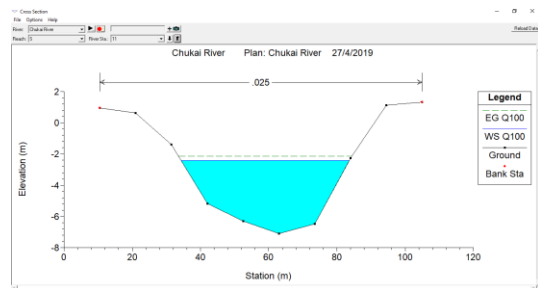 Cross Section
File Options Help
River: Chukai River
Reach: S River Sta.: 11
Reload Data
Chukai River Plan: Chukai River 27/4/2019
.025
Legend
EG Q100
WS Q100
Ground
Bank Sta
Elevation (m)
2
0
-2
-4
-6
-8
0 20 40 60 80 100 120
Station (m)